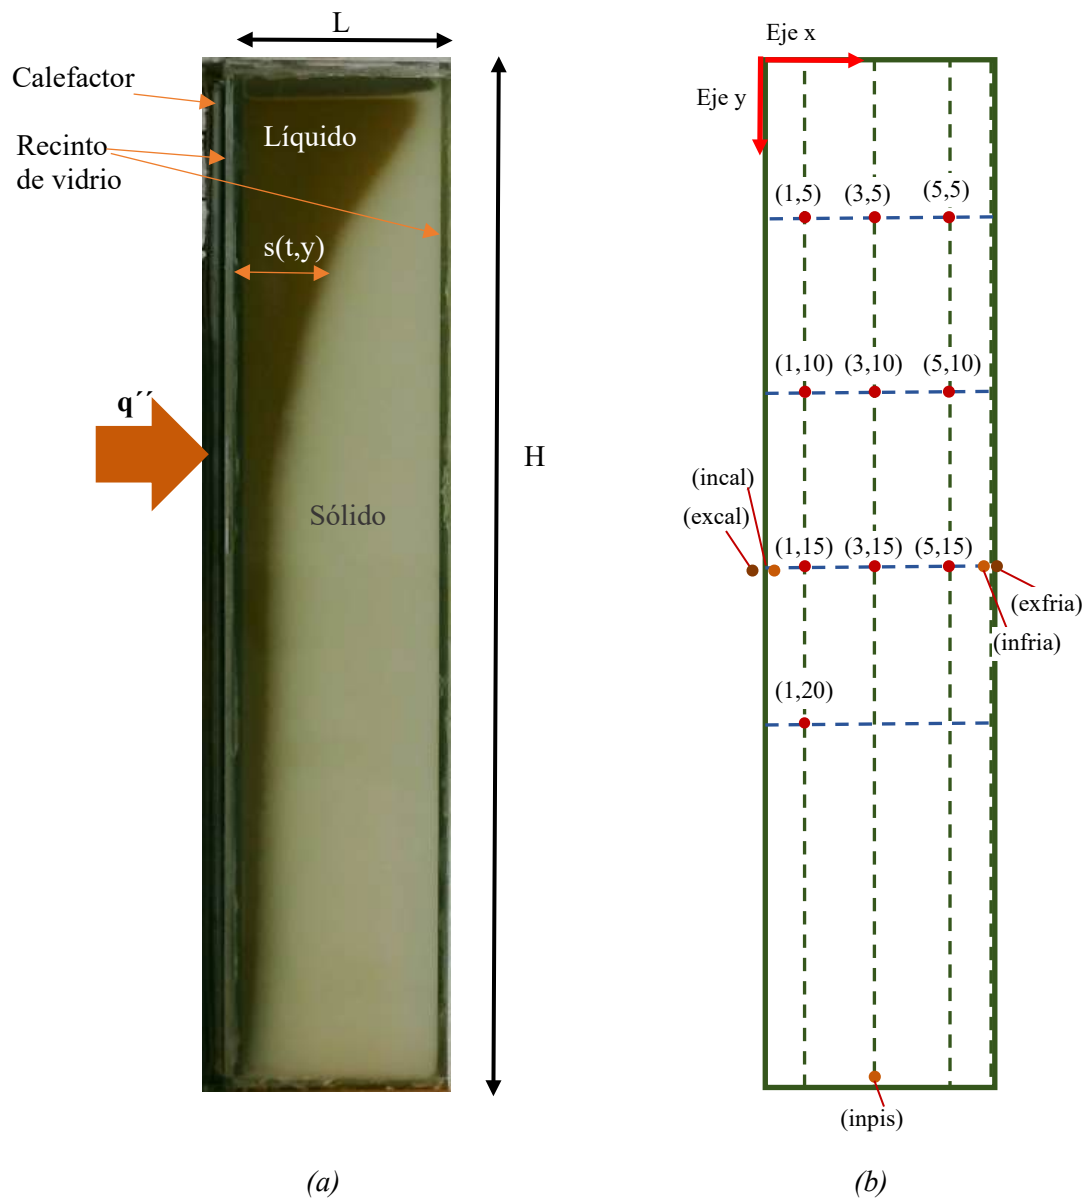 L
Calefactor
Recinto
de vidrio
Líquido
s(t,y)
q´´
Sólido
H
(a)
Eje x
Eje y
(1,5) (3,5) (5,5)
(1,10) (3,10) (5,10)
(incal)
(excal)
(1,15) (3,15) (5,15)
(exfria)
(infria)
(1,20)
(inpis)
(b)